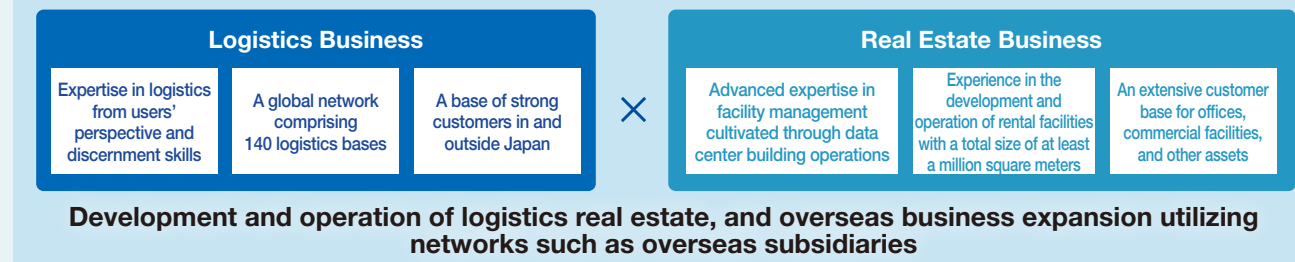 Logistics Business
Expertise in logistics
from users'
perspective and
discernment skills
A global network
comprising
140 logistics bases
A base of strong
customers in and
outside Japan
×
Real Estate Business
Advanced expertise in
facility management
cultivated through data
center building operations
Experience in the
development and
operation of rental facilities
with a total size of at least
a million square meters
An extensive customer
base for offices,
commercial facilities,
and other assets
Development and operation of logistics real estate, and overseas business expansion utilizing
networks such as overseas subsidiaries